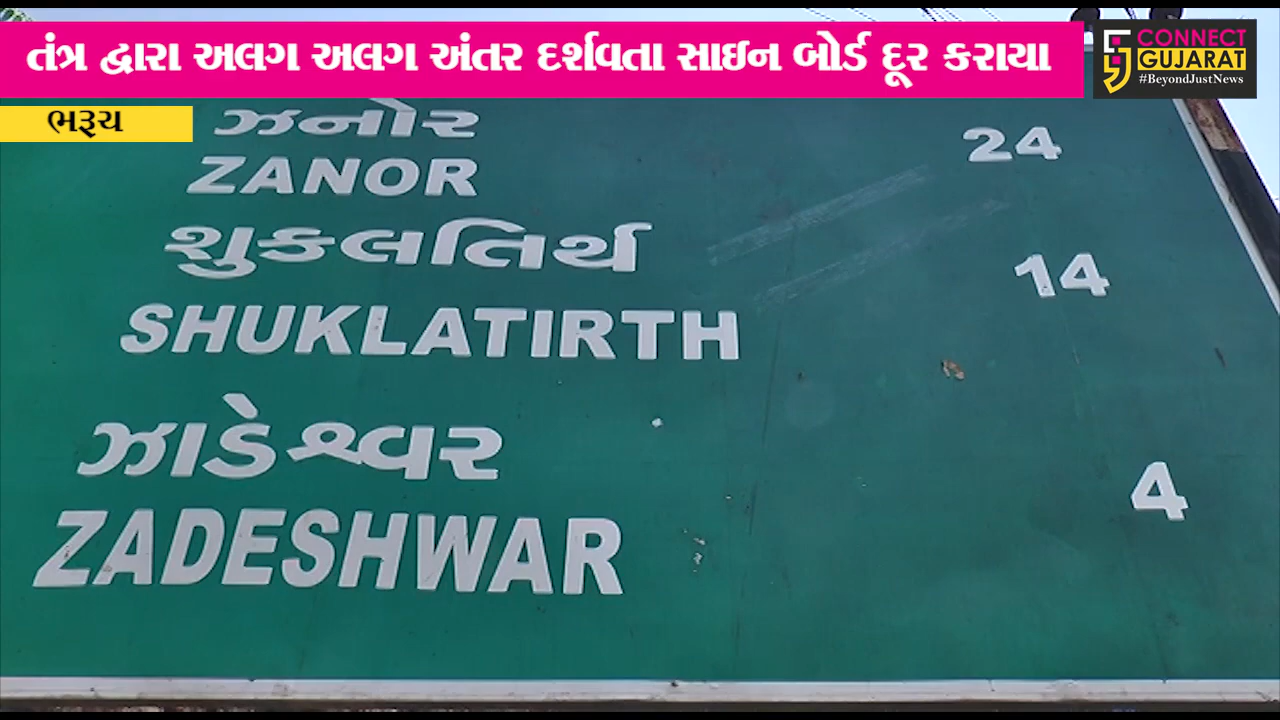 તંત્ર દ્વારા અલગ અલગ અંતર દર્શવતા સાઇન બોર્ડ દૂર કરાયા
CONNECT
GUJARAT
#BeyondJustNews
ભરૂચ
ઝનોર
ZANOR 24
શુકલતિર્થ
SHUKLATIRTH 14
ઝાડેશ્વર
ZADESHWAR 4